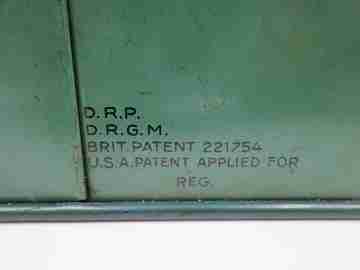 D.R.P.
D.R.G.M.
BRIT. PATENT 221754
U.S.A. PATENT APPLIED FOR
REG.